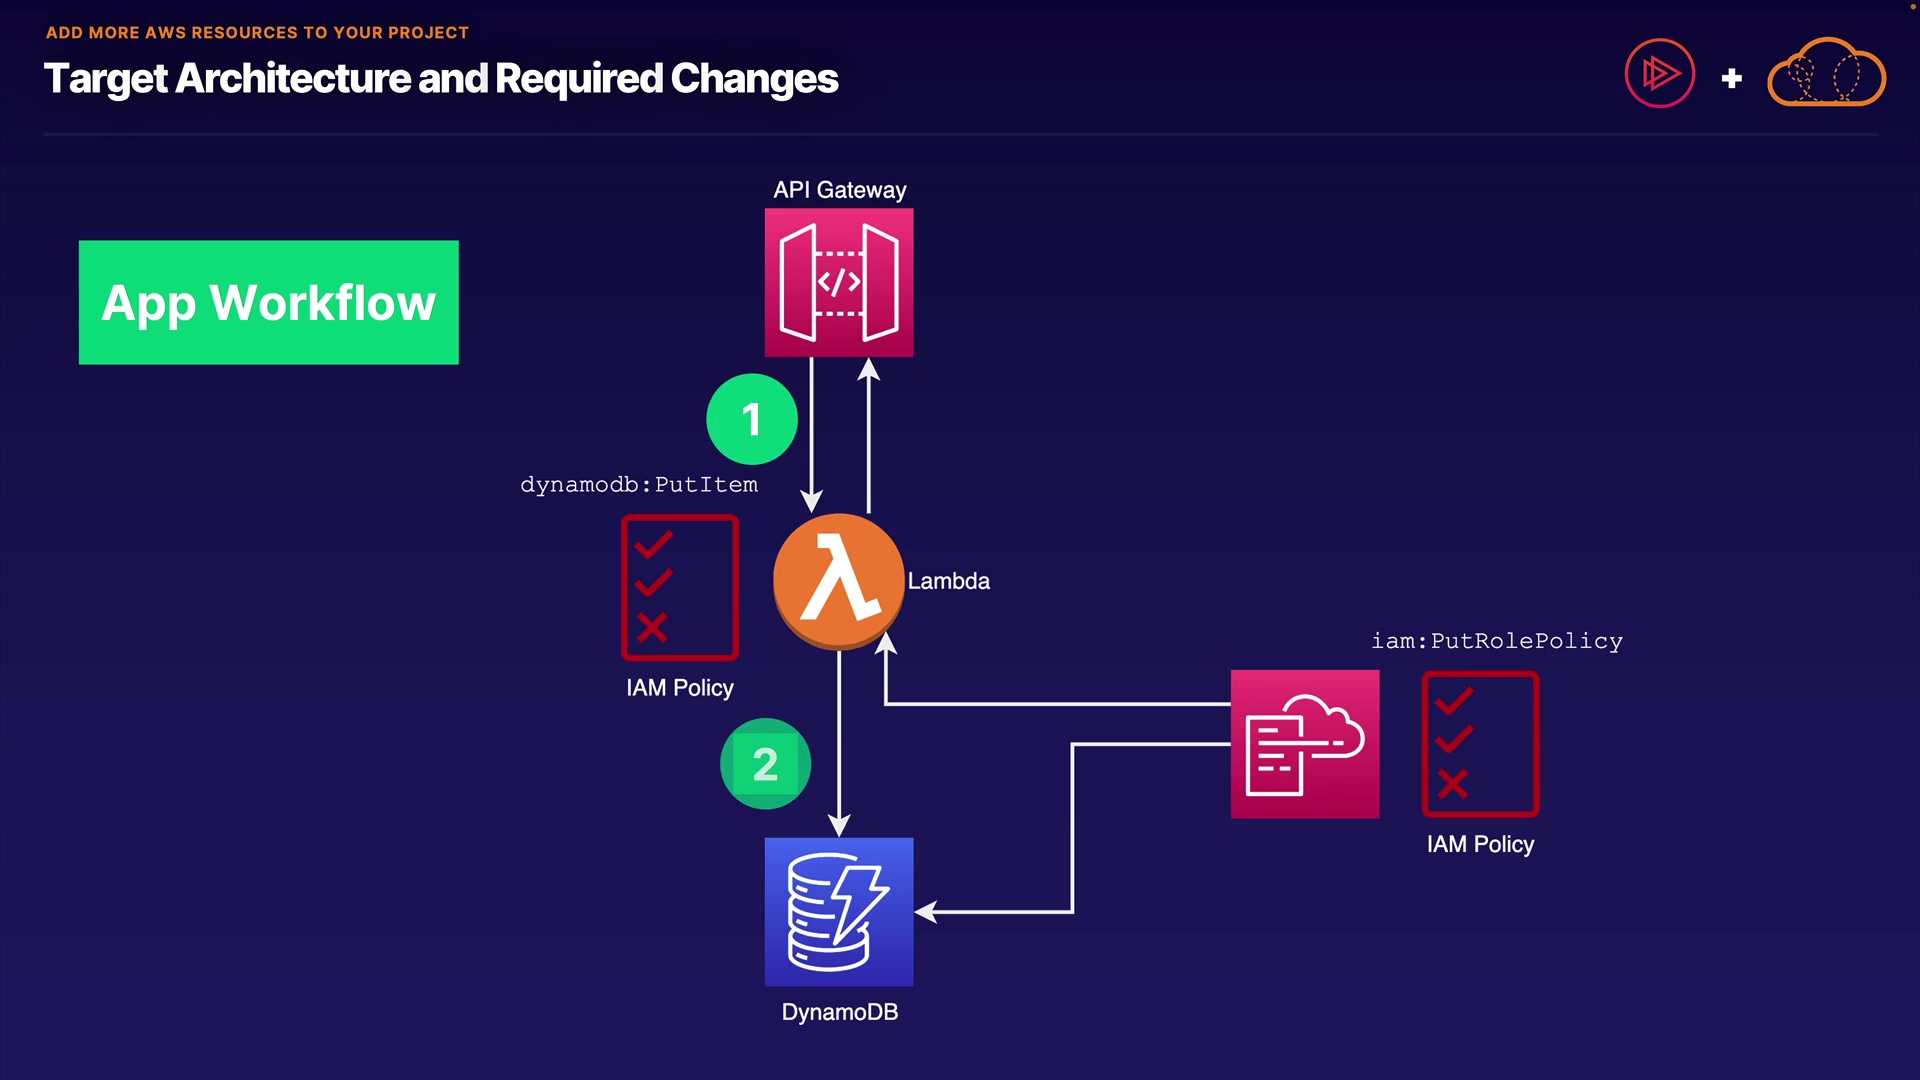 ADD MORE AWS RESOURCES TO YOUR PROJECT
Target Architecture and Required Changes
+
API Gateway
</>
App Workflow
1
dynamodb:PutItem
λ
Lambda
IAM Policy
iam:PutRolePolicy
2
IAM Policy
DynamoDB